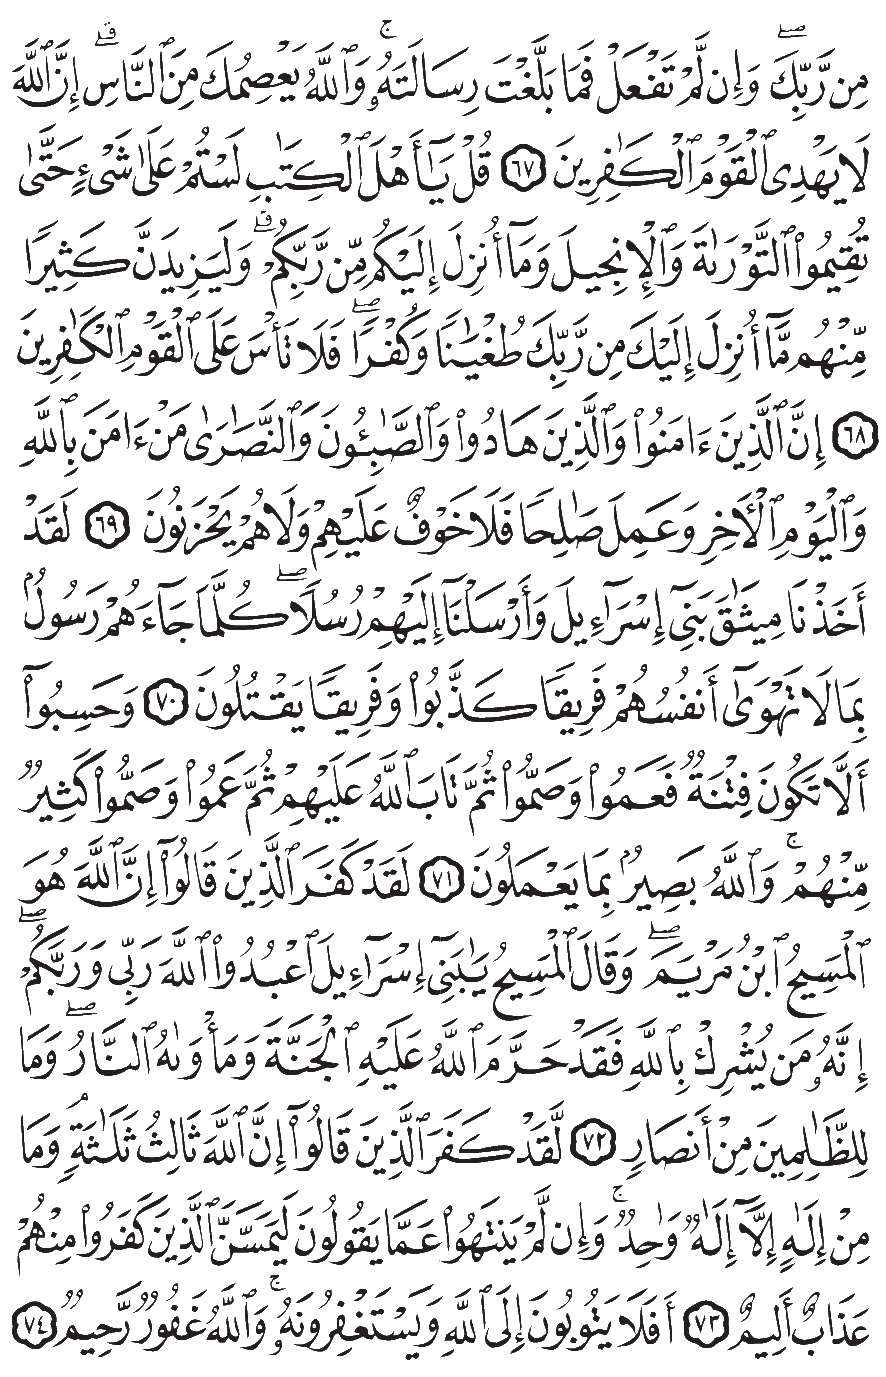 مِن رَّبِّكَ ۖ وَإِن لَّمْ تَفْعَلْ فَمَا بَلَّغْتَ رِسَالَتَهُۥ ۚ وَٱللَّهُ يَعْصِمُكَ مِنَ ٱلنَّاسِ ۗ إِنَّ ٱللَّهَ
لَا يَهْدِى ٱلْقَوْمَ ٱلْكَـٰفِرِينَ ٦٧ قُلْ يَـٰٓأَهْلَ ٱلْكِتَـٰبِ لَسْتُمْ عَلَىٰ شَىْءٍ حَتَّىٰ
تُقِيمُوا۟ ٱلتَّوْرَىٰةَ وَٱلْإِنجِيلَ وَمَآ أُنزِلَ إِلَيْكُم مِّن رَّبِّكُمْ ۗ وَلَيَزِيدَنَّ كَثِيرًا
مِّنْهُم مَّآ أُنزِلَ إِلَيْكَ مِن رَّبِّكَ طُغْيَـٰنًا وَكُفْرًا ۖ فَلَا تَأْسَ عَلَى ٱلْقَوْمِ ٱلْكَـٰفِرِينَ
٦٨ إِنَّ ٱلَّذِينَ ءَامَنُوا۟ وَٱلَّذِينَ هَادُوا۟ وَٱلصَّـٰبِـُٔونَ وَٱلنَّصَـٰرَىٰ مَنْ ءَامَنَ بِٱللَّهِ
وَٱلْيَوْمِ ٱلْـَٔاخِرِ وَعَمِلَ صَـٰلِحًا فَلَا خَوْفٌ عَلَيْهِمْ وَلَا هُمْ يَحْزَنُونَ ٦٩ لَقَدْ
أَخَذْنَا مِيثَـٰقَ بَنِىٓ إِسْرَٰٓءِيلَ وَأَرْسَلْنَآ إِلَيْهِمْ رُسُلًا ۖ كُلَّمَا جَآءَهُمْ رَسُولٌۢ
بِمَا لَا تَهْوَىٰٓ أَنفُسُهُمْ فَرِيقًا كَذَّبُوا۟ وَفَرِيقًا يَقْتُلُونَ ٧٠ وَحَسِبُوٓا۟
أَلَّا تَكُونَ فِتْنَةٌ فَعَمُوا۟ وَصَمُّوا۟ ثُمَّ تَابَ ٱللَّهُ عَلَيْهِمْ ثُمَّ عَمُوا۟ وَصَمُّوا۟ كَثِيرٌ
مِّنْهُمْ ۚ وَٱللَّهُ بَصِيرٌۢ بِمَا يَعْمَلُونَ ٧١ لَقَدْ كَفَرَ ٱلَّذِينَ قَالُوٓا۟ إِنَّ ٱللَّهَ هُوَ
ٱلْمَسِيحُ ٱبْنُ مَرْيَمَ ۖ وَقَالَ ٱلْمَسِيحُ يَـٰبَنِىٓ إِسْرَٰٓءِيلَ ٱعْبُدُوا۟ ٱللَّهَ رَبِّى وَرَبَّكُمْ ۖ
إِنَّهُۥ مَن يُشْرِكْ بِٱللَّهِ فَقَدْ حَرَّمَ ٱللَّهُ عَلَيْهِ ٱلْجَنَّةَ وَمَأْوَىٰهُ ٱلنَّارُ ۖ وَمَا
لِلظَّـٰلِمِينَ مِنْ أَنصَارٍ ٧٢ لَّقَدْ كَفَرَ ٱلَّذِينَ قَالُوٓا۟ إِنَّ ٱللَّهَ ثَالِثُ ثَلَـٰثَةٍ ۘ وَمَا
مِنْ إِلَـٰهٍ إِلَّآ إِلَـٰهٌ وَٰحِدٌ ۚ وَإِن لَّمْ يَنتَهُوا۟ عَمَّا يَقُولُونَ لَيَمَسَّنَّ ٱلَّذِينَ كَفَرُوا۟ مِنْهُمْ
عَذَابٌ أَلِيمٌ ٧٣ أَفَلَا يَتُوبُونَ إِلَى ٱللَّهِ وَيَسْتَغْفِرُونَهُۥ ۚ وَٱللَّهُ غَفُورٌ رَّحِيمٌ ٧٤